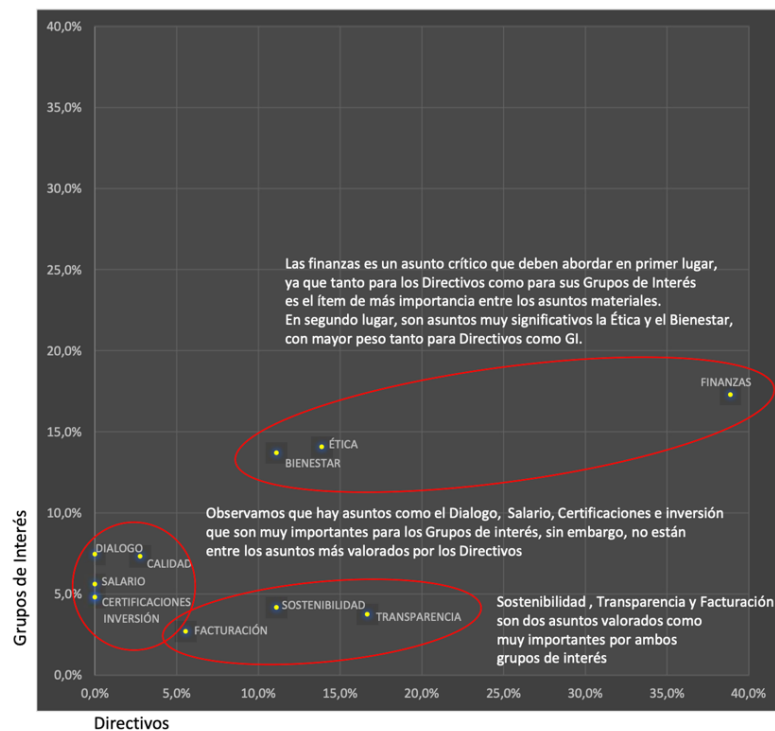 40,0%
35,0%
30,0%
25,0%
Las finanzas es un asunto crítico que deben abordar en primer lugar,
ya que tanto para los Directivos como para sus Grupos de Interés
es el ítem de más importancia entre los asuntos materiales.
En segundo lugar, son asuntos muy significativos la Ética y el Bienestar,
con mayor peso tanto para Directivos como GI.
20,0%
FINANZAS
15,0%
ÉTICA
BIENESTAR
10,0%
Observamos que hay asuntos como el Dialogo, Salario, Certificaciones e inversión
que son muy importantes para los Grupos de interés, sin embargo, no están
entre los asuntos más valorados por los Directivos
DIALOGO
CALIDAD
SALARIO
5,0%
CERTIFICACIONES
INVERSIÓN
SOSTENIBILIDAD
TRANSPARENCIA
FACTURACIÓN
Sostenibilidad , Transparencia y Facturación
son dos asuntos valorados como
muy importantes por ambos
grupos de interés
0,0%
0,0% 5,0% 10,0% 15,0% 20,0% 25,0% 30,0% 35,0% 40,0%
Grupos de Interés
Directivos